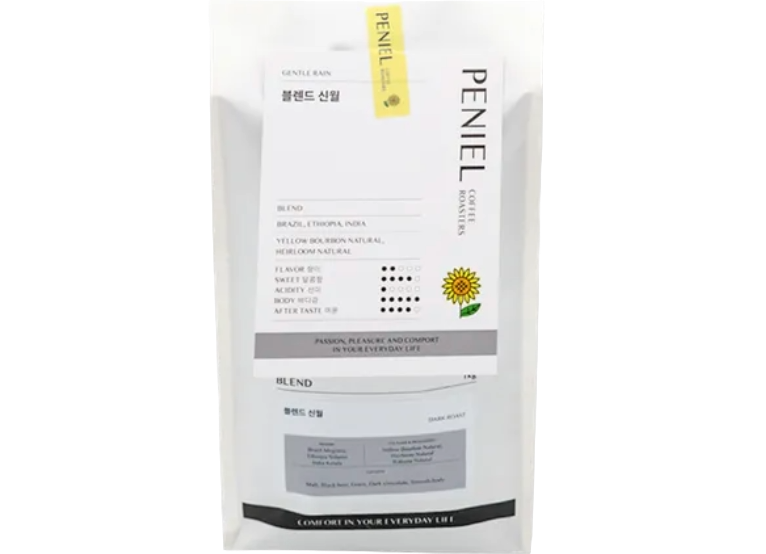 PENIEL
COFFEE
ROASTERS
GENTLE RAIN
블렌드 신월
PENIEL
COFFEE
ROASTERS
BLEND
BRAZIL, ETHIOPIA, INDIA
YELLOW BOURBON NATURAL,
HEIRLOOM NATURAL
FLAVOR 향미
SWEET 달콤함
ACIDITY 산미
BODY 바디감
AFTER TASTE 여운
PASSION, PLEASURE AND COMFORT
IN YOUR EVERYDAY LIFE
BLEND
1kg
블렌드 신월
DARK ROAST
COMFORT IN YOUR EVERYDAY LIFE